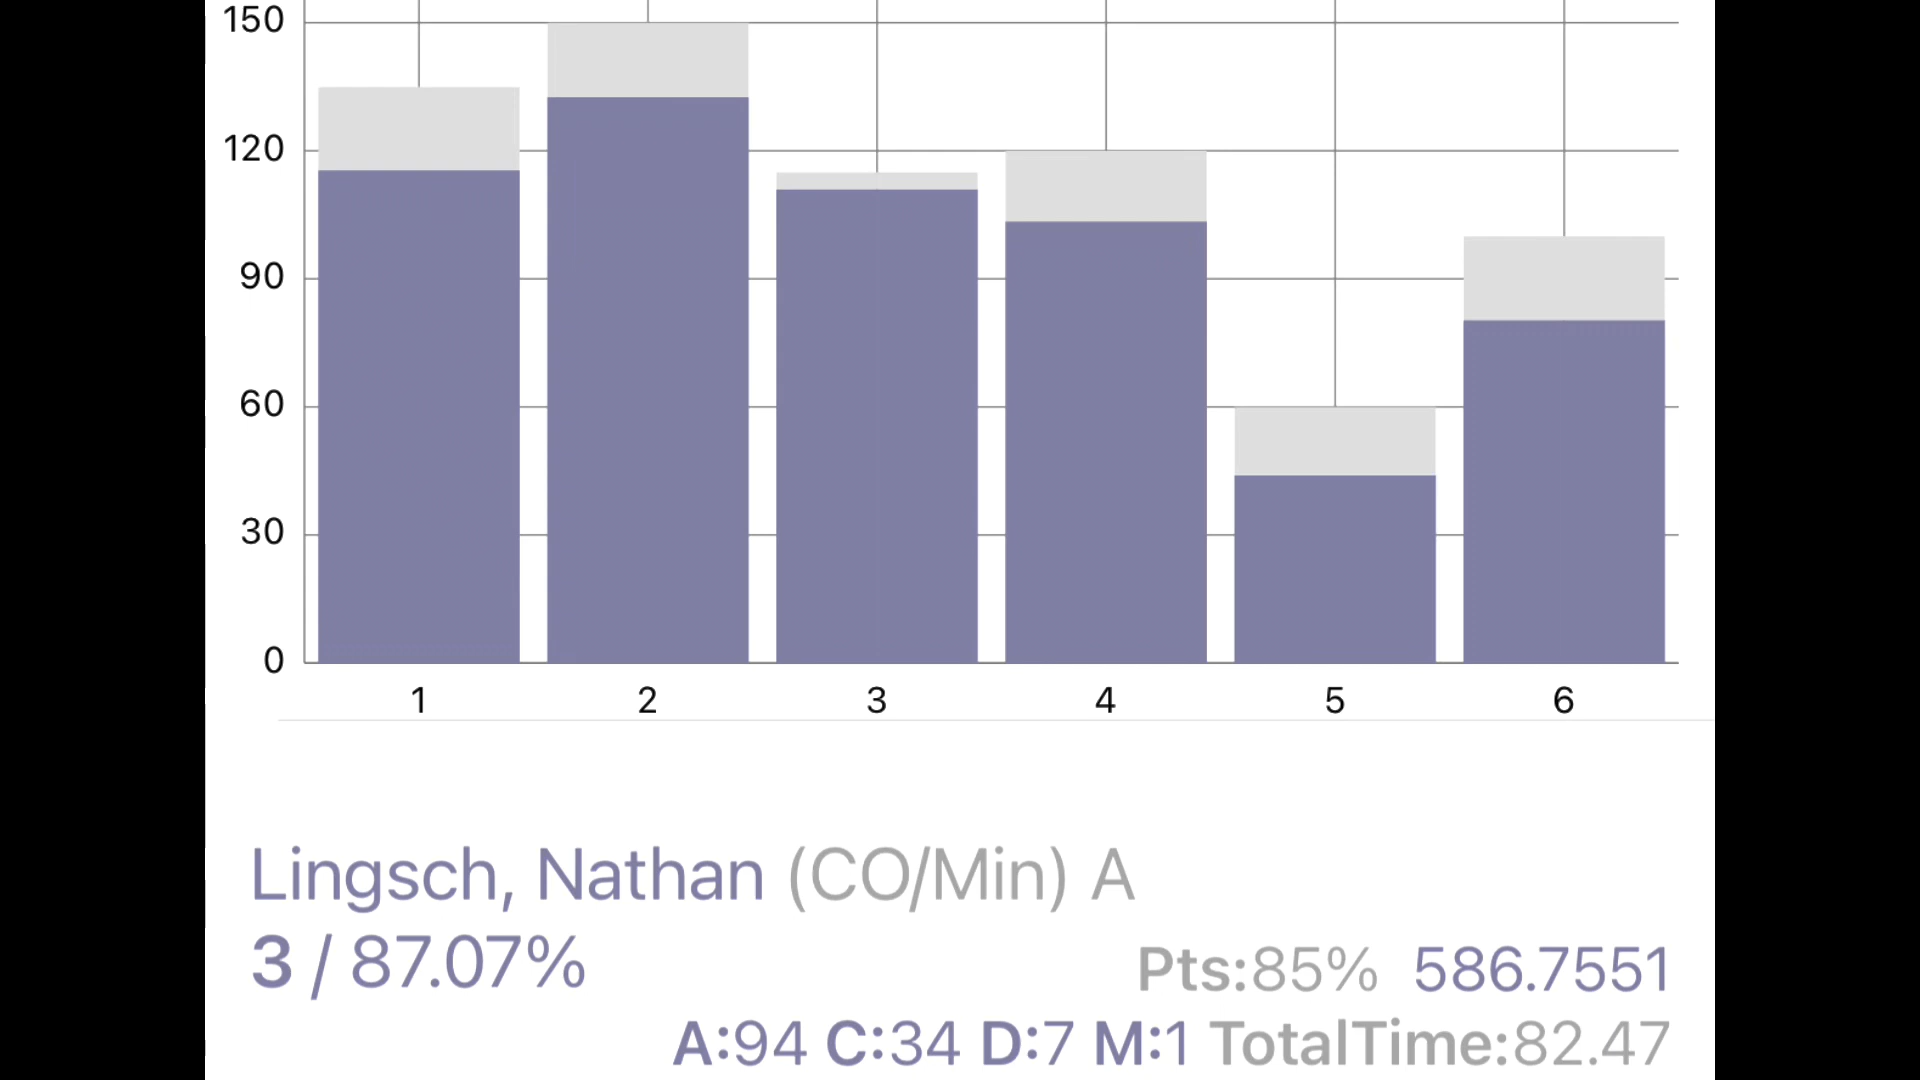 150
120
90
60
30
0
1 2 3 4 5 6
Lingsch, Nathan (CO/Min) A
3 / 87.07%
Pts:85% 586.7551
A:94 C:34 D:7 M:1 TotalTime:82.47